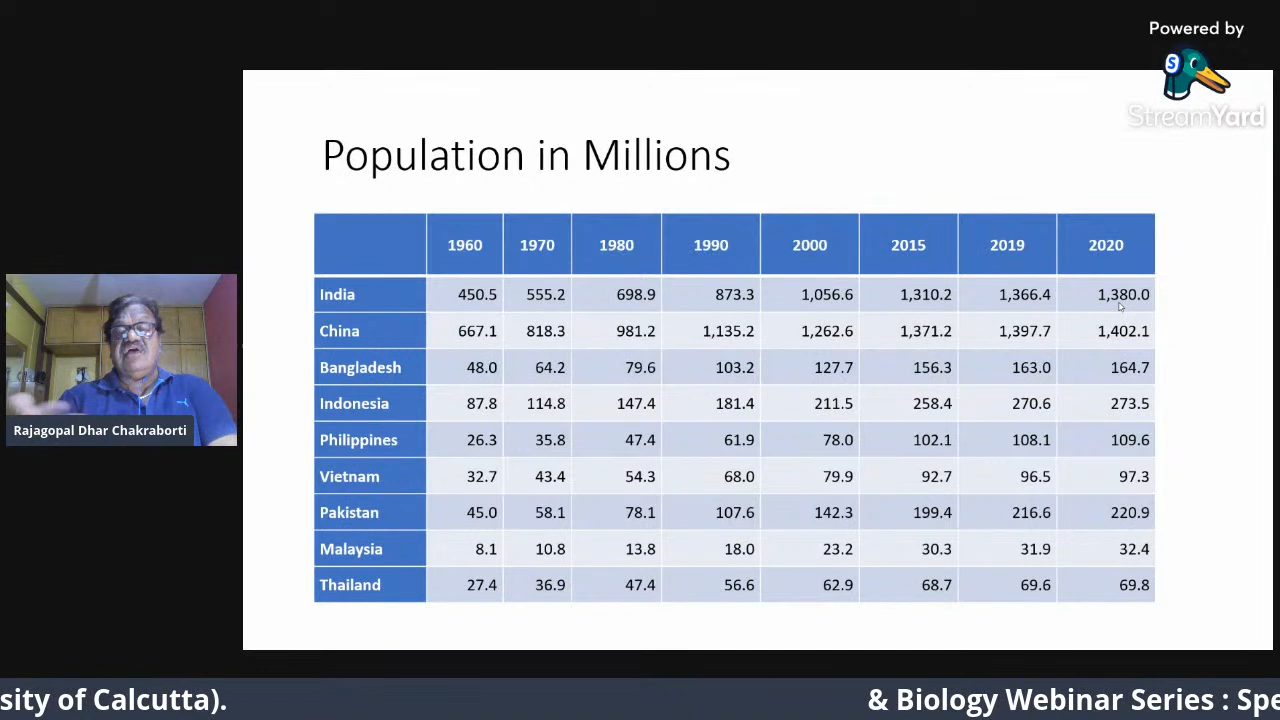 Powered by
S
StreamYard
Population in Millions
1960 1970 1980 1990 2000 2015 2019 2020
India 450.5 555.2 698.9 873.3 1,056.6 1,310.2 1,366.4 1,380.0
China 667.1 818.3 981.2 1,135.2 1,262.6 1,371.2 1,397.7 1,402.1
Bangladesh 48.0 64.2 79.6 103.2 127.7 156.3 163.0 164.7
Indonesia 87.8 114.8 147.4 181.4 211.5 258.4 270.6 273.5
Philippines 26.3 35.8 47.4 61.9 78.0 102.1 108.1 109.6
Vietnam 32.7 43.4 54.3 68.0 79.9 92.7 96.5 97.3
Pakistan 45.0 58.1 78.1 107.6 142.3 199.4 216.6 220.9
Malaysia 8.1 10.8 13.8 18.0 23.2 30.3 31.9 32.4
Thailand 27.4 36.9 47.4 56.6 62.9 68.7 69.6 69.8
Rajagopal Dhar Chakraborti
sity of Calcutta). & Biology Webinar Series : Spe